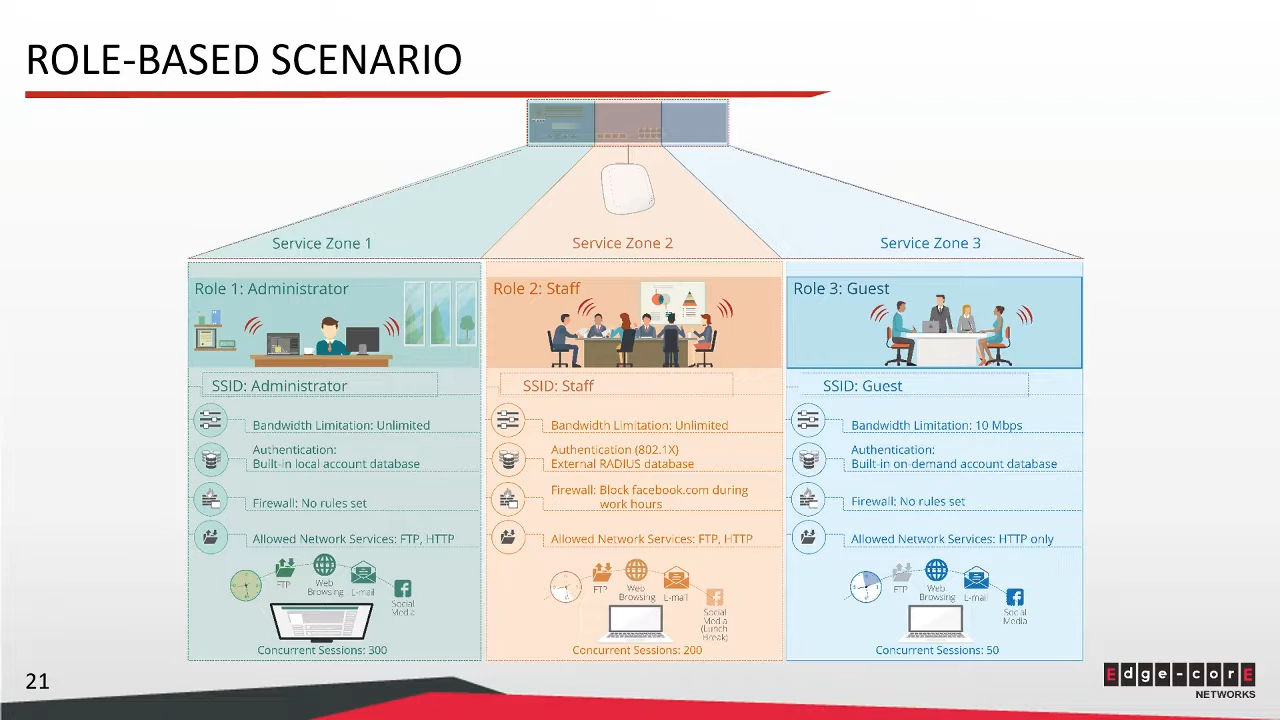 ROLE-BASED SCENARIO
Service Zone 1
Service Zone 2
Service Zone 3
Role 1: Administrator
SSID: Administrator
Bandwidth Limitation: Unlimited
Authentication:
Built-in local account database
Firewall: No rules set
Allowed Network Services: FTP, HTTP
FTP
Web
Browsing
E-mail
Social
Media
Concurrent Sessions: 300
Role 2: Staff
SSID: Staff
Bandwidth Limitation: Unlimited
Authentication (802.1X)
External RADIUS database
Firewall: Block facebook.com during
work hours
Allowed Network Services: FTP, HTTP
FTP
Web
Browsing
E-mail
Social
Media
(Lunch
Break)
Concurrent Sessions: 200
Role 3: Guest
SSID: Guest
Bandwidth Limitation: 10 Mbps
Authentication:
Built-in on-demand account database
Firewall: No rules set
Allowed Network Services: HTTP only
FTP
Web
Browsing
E-mail
Social
Concurrent Sessions: 50
21
Edge-corE
NETWORKS